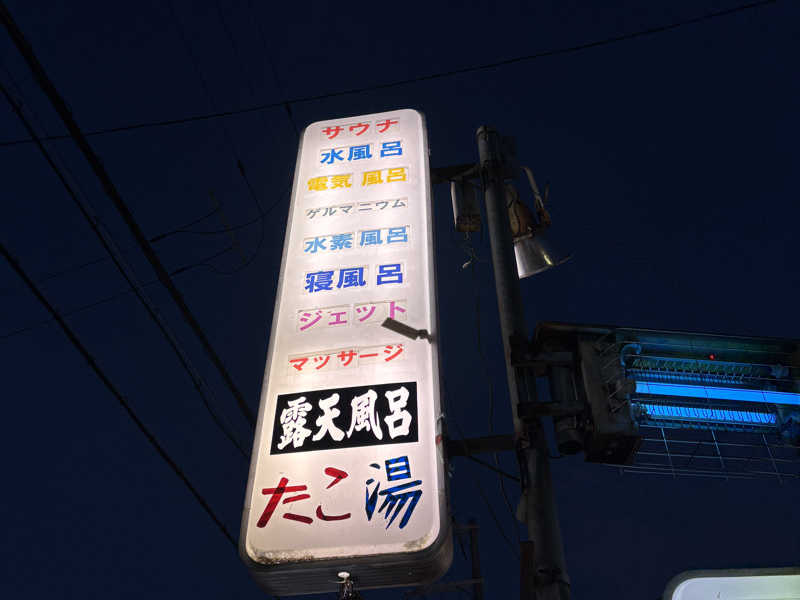 サウナ
水風呂
電気風呂
ゲルマニウム
水素風呂
寝風呂
ジェット
マッサージ
露天風呂
たこ湯